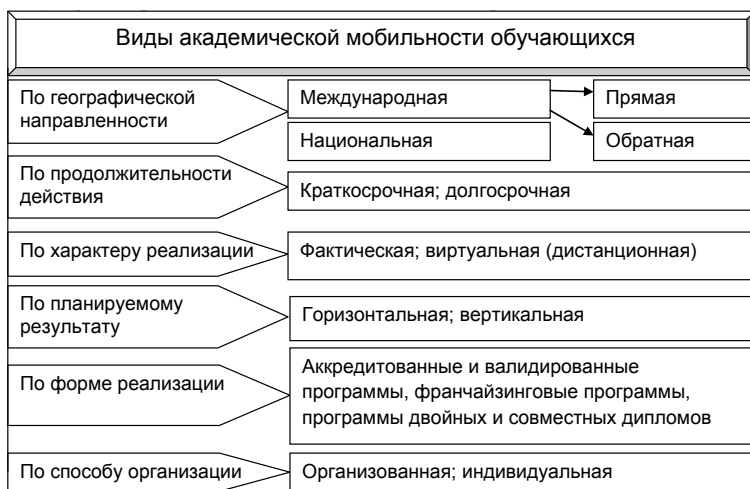 Виды академической мобильности обучающихся
По географической
направленности
Международная
Прямая
Национальная
Обратная
По продолжительности
действия
Краткосрочная; долгосрочная
По характеру реализации
Фактическая; виртуальная (дистанционная)
По планируемому
результату
Горизонтальная; вертикальная
По форме реализации
Аккредитованные и валидированные
программы, франчайзинговые программы,
программы двойных и совместных дипломов
По способу организации
Организованная; индивидуальная